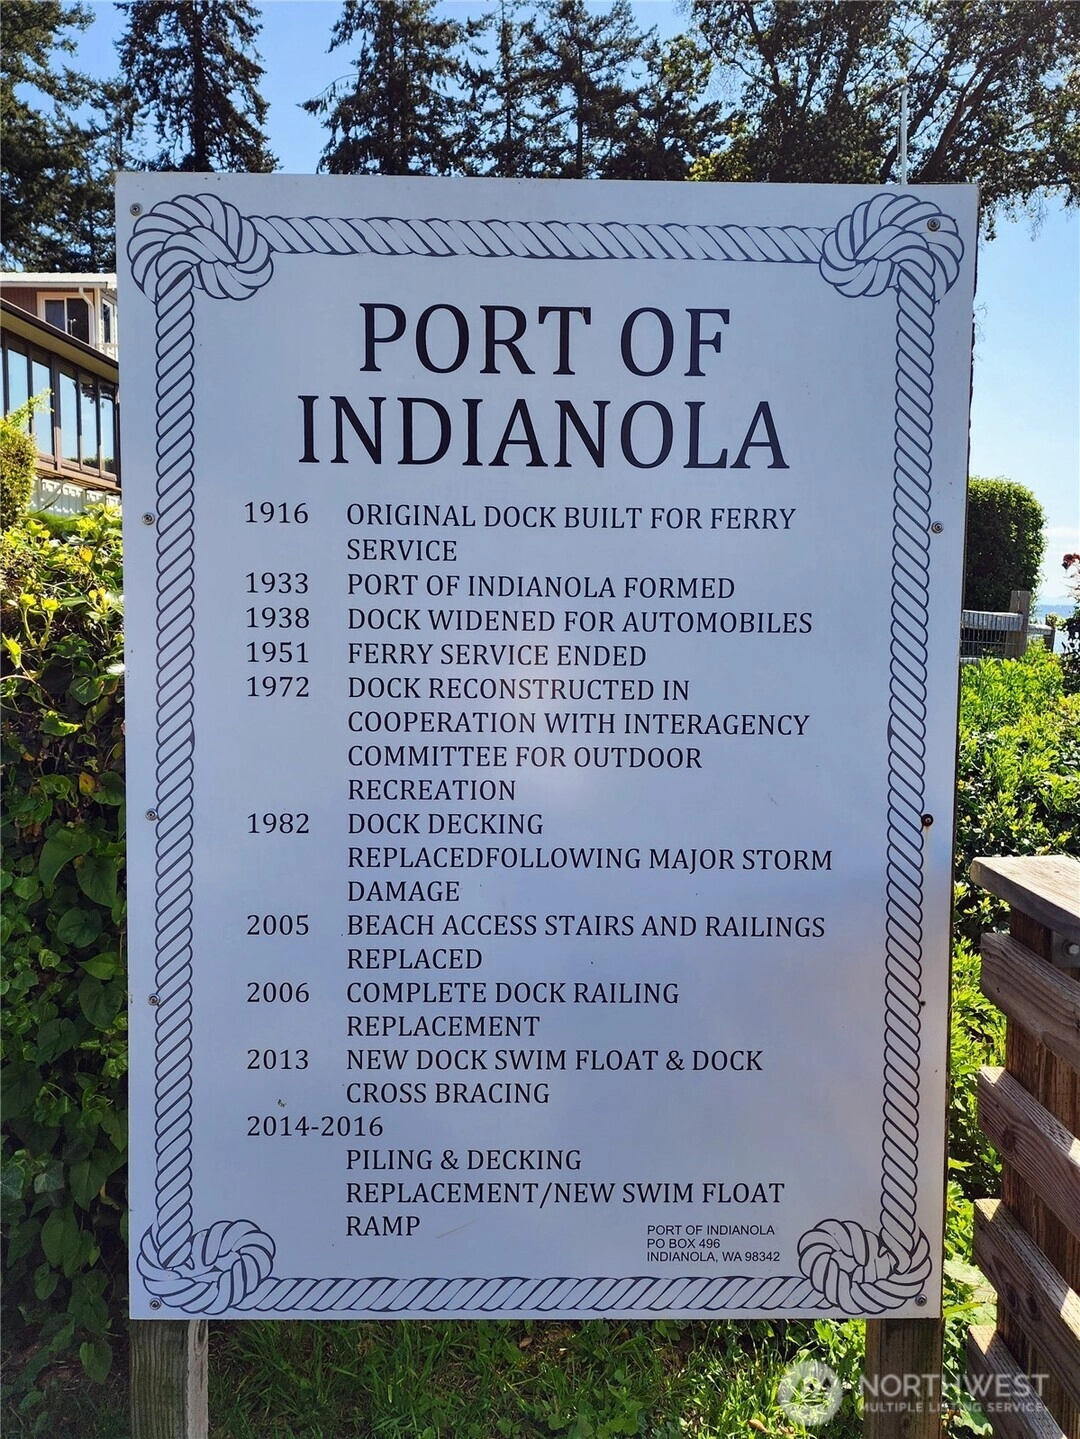 PORT OF
INDIANOLA
1916 ORIGINAL DOCK BUILT FOR FERRY
SERVICE
1933 PORT OF INDIANOLA FORMED
1938 DOCK WIDENED FOR AUTOMOBILES
1951 FERRY SERVICE ENDED
1972 DOCK RECONSTRUCTED IN
COOPERATION WITH INTERAGENCY
COMMITTEE FOR OUTDOOR
RECREATION
1982 DOCK DECKING
REPLACEDFOLLOWING MAJOR STORM
DAMAGE
2005 BEACH ACCESS STAIRS AND RAILINGS
REPLACED
2006 COMPLETE DOCK RAILING
REPLACEMENT
2013 NEW DOCK SWIM FLOAT & DOCK
CROSS BRACING
2014-2016
PILING & DECKING
REPLACEMENT/NEW SWIM FLOAT
RAMP
PORT OF INDIANOLA
PO BOX 496
INDIANOLA, WA 98342
NORTHWEST
MULTIPLE LISTING SERVICE